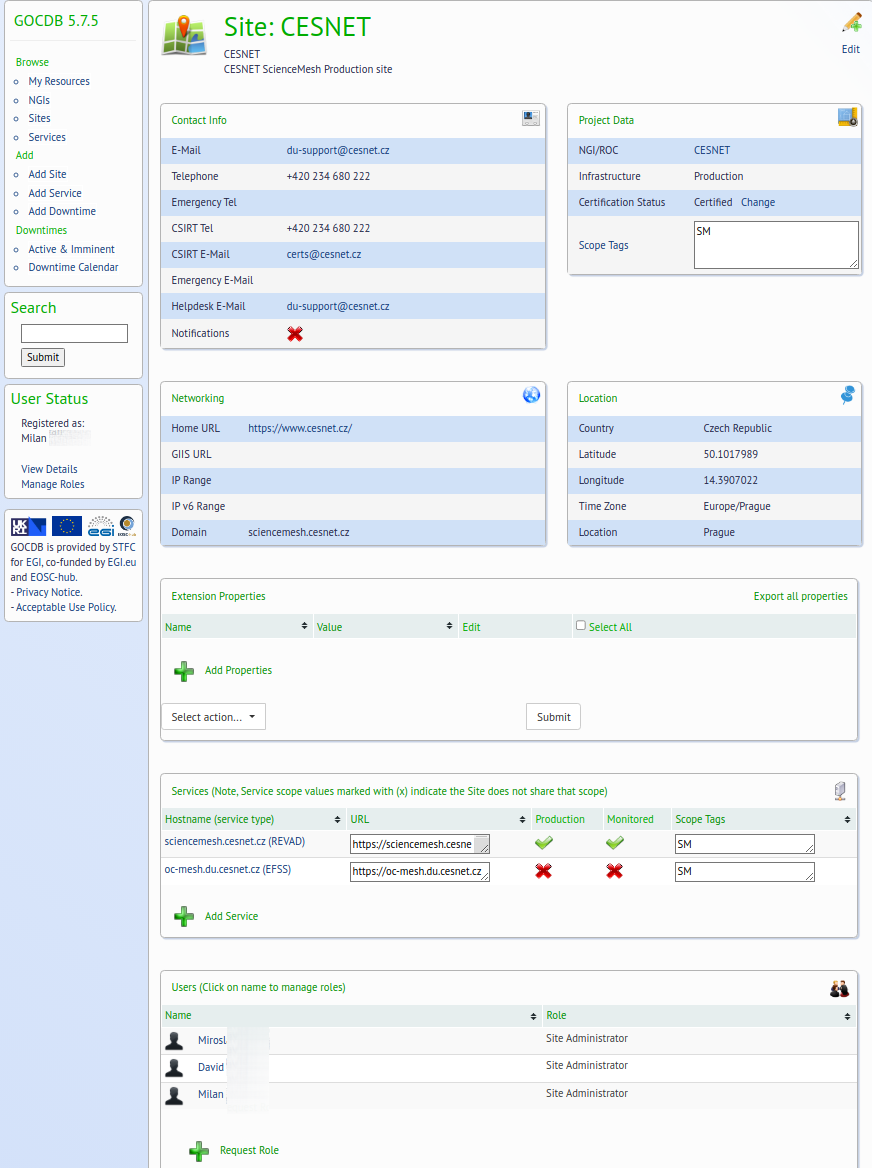 GOCDB 5.7.5
Browse
My Resources
NGIs
Sites
Services
Add
Add Site
Add Service
Add Downtime
Downtimes
Active & Imminent
Downtime Calendar
Search
Submit
User Status
Registered as:
Milan
View Details
Manage Roles
GOCDB is provided by STFC
for EGI, co-funded by EGI.eu
and EOSC-hub.
- Privacy Notice.
- Acceptable Use Policy.
Site: CESNET
CESNET
CESNET ScienceMesh Production site
Edit
Contact Info
E-Mail du-support@cesnet.cz
Telephone +420 234 680 222
Emergency Tel
CSIRT Tel +420 234 680 222
CSIRT E-Mail certs@cesnet.cz
Emergency E-Mail
Helpdesk E-Mail du-support@cesnet.cz
Notifications
Project Data
NGI/ROC CESNET
Infrastructure Production
Certification Status Certified Change
Scope Tags SM
Networking
Home URL https://www.cesnet.cz/
GIIS URL
IP Range
IP v6 Range
Domain sciencemesh.cesnet.cz
Location
Country Czech Republic
Latitude 50.1017989
Longitude 14.3907022
Time Zone Europe/Prague
Location Prague
Extension Properties Export all properties
Name Value Edit Select All
Add Properties
Select action... Submit
Services (Note, Service scope values marked with (x) indicate the Site does not share that scope)
Hostname (service type) URL Production Monitored Scope Tags
sciencemesh.cesnet.cz (REVAD) https://sciencemesh.cesne SM
oc-mesh.du.cesnet.cz (EFSS) https://oc-mesh.du.cesnet.cz SM
Add Service
Users (Click on name to manage roles)
Name Role
Mirosl Site Administrator
David Site Administrator
Milan Site Administrator
Request Role